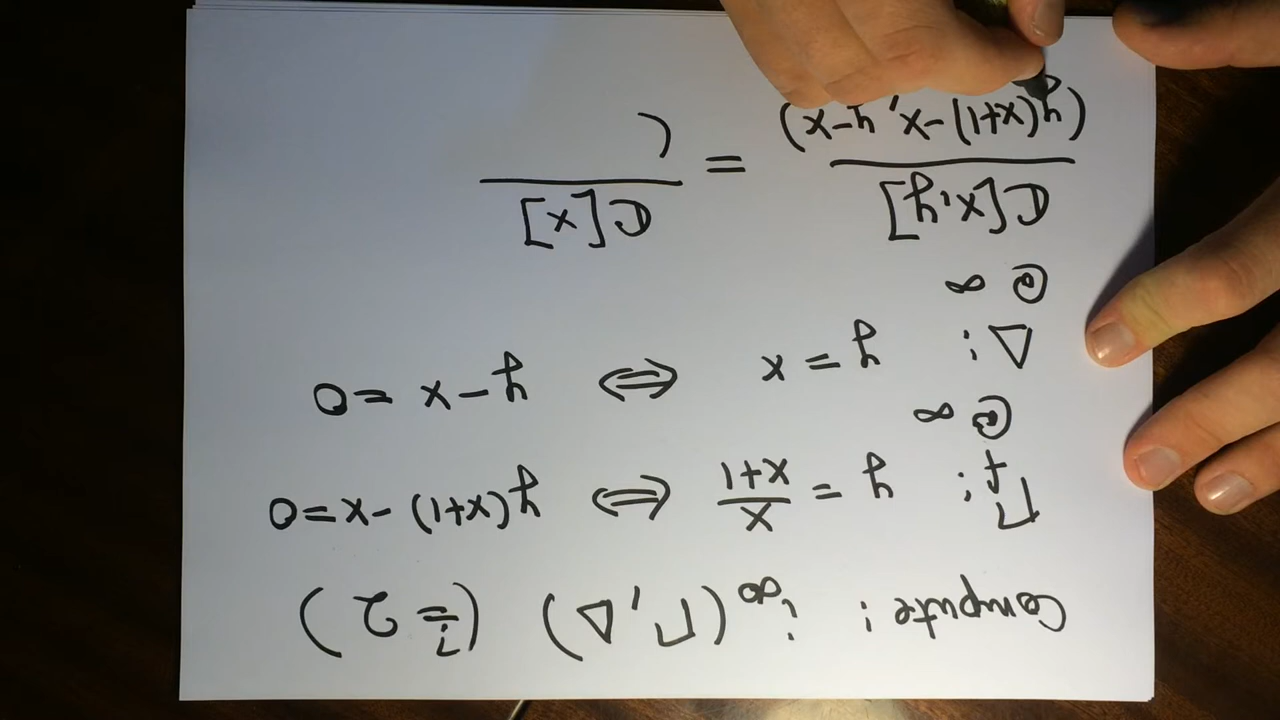 Compute: i_∞ (Γ, Δ) (≟ 2)
Γ_f: y = x/(x+1) ⇔ y(x+1) - x = 0
@ ∞
Δ: y = x ⇔ y - x = 0
@ ∞
ℂ[x,y] = ℂ[x]
(y(x+1)-x, y-x) (